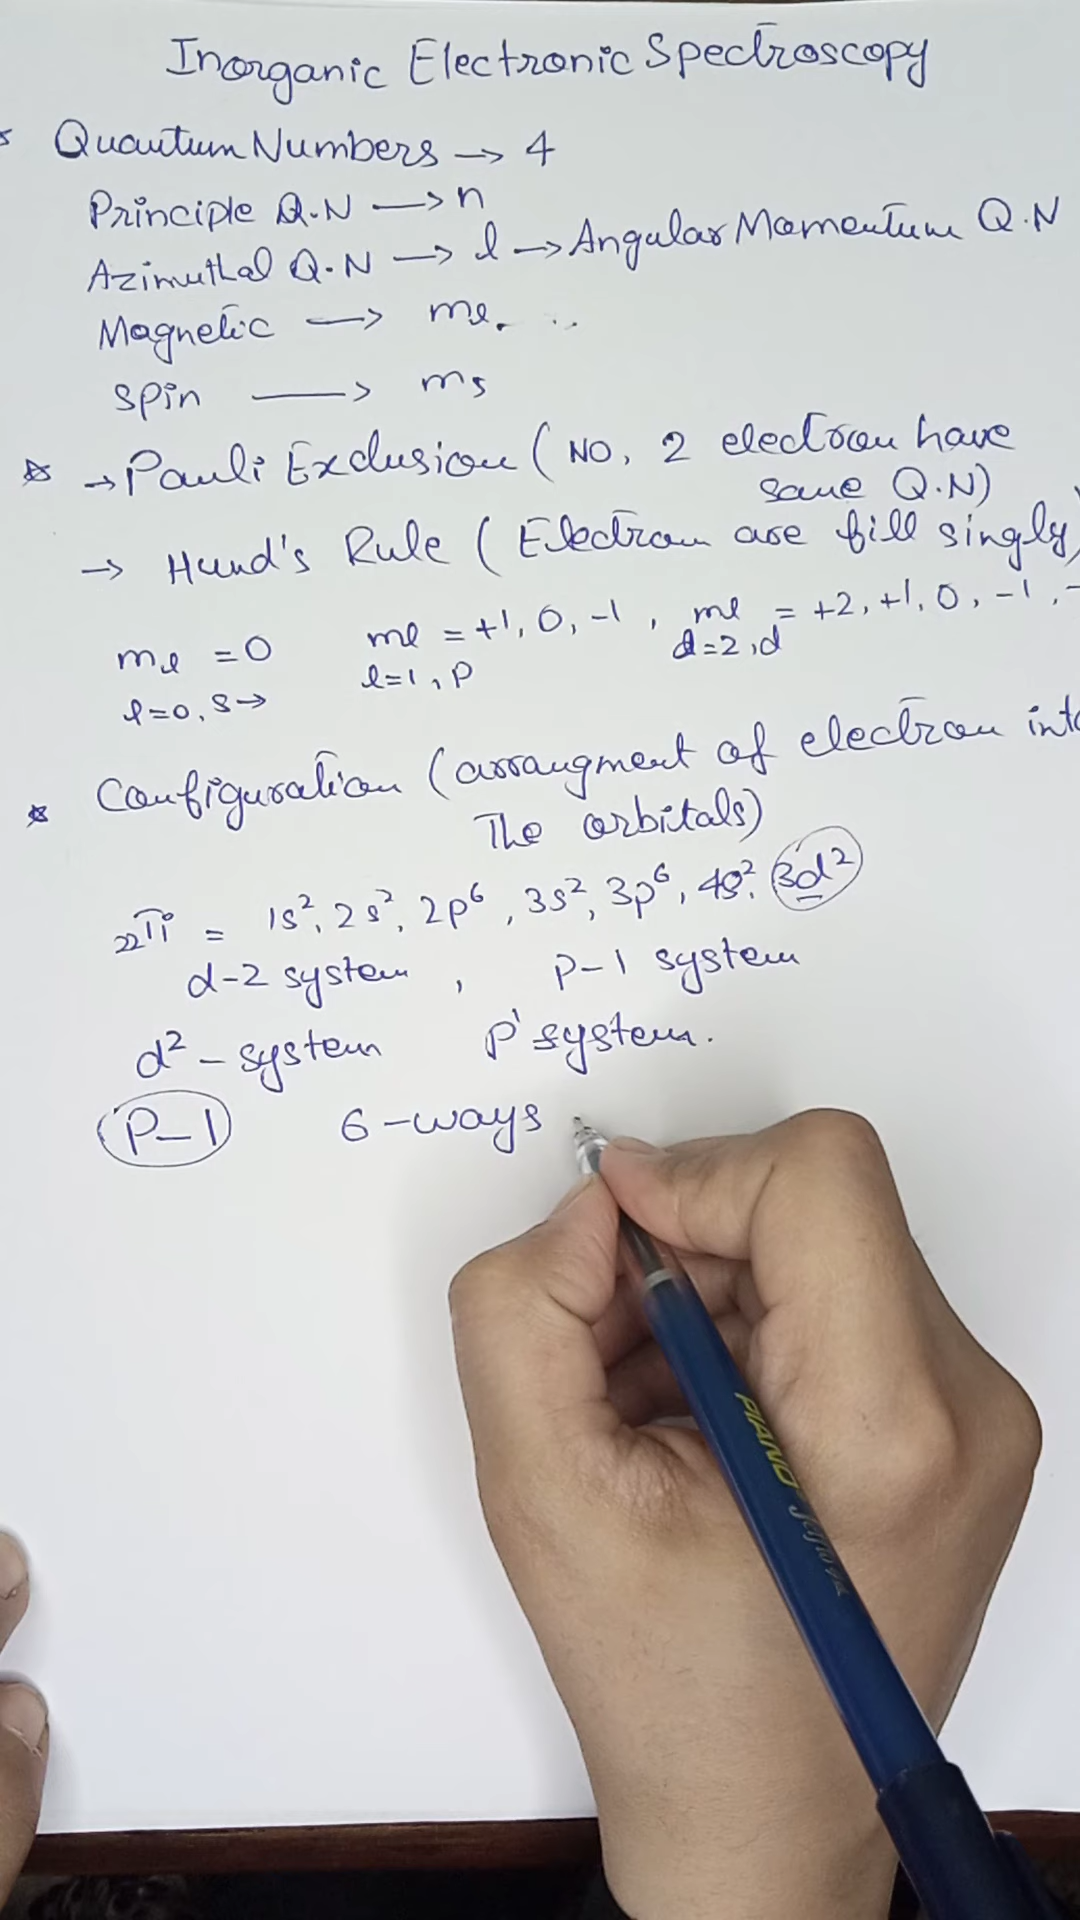 Inorganic Electronic Spectroscopy
Quantum Numbers → 4
Principle Q.N → n
Azimuthal Q.N → l → Angular Momentum Q.N
Magnetic → ml
spin → ms
→ Pauli Exclusion (NO, 2 electron have
same Q.N)
→ Hund's Rule (Electron are fill singly)
ml = 0 ml = +1, 0, -1, ml = +2, +1, 0, -1, -
l=0, s→ l=1, p d=2, d
Configuration (arrangment of electron into
The orbitals)
22Ti = 1s², 2s², 2p⁶, 3s², 3p⁶, 4s², 3d²
d-2 system, p-1 system
d² - system p¹ system.
P-1 6-ways
PIANO